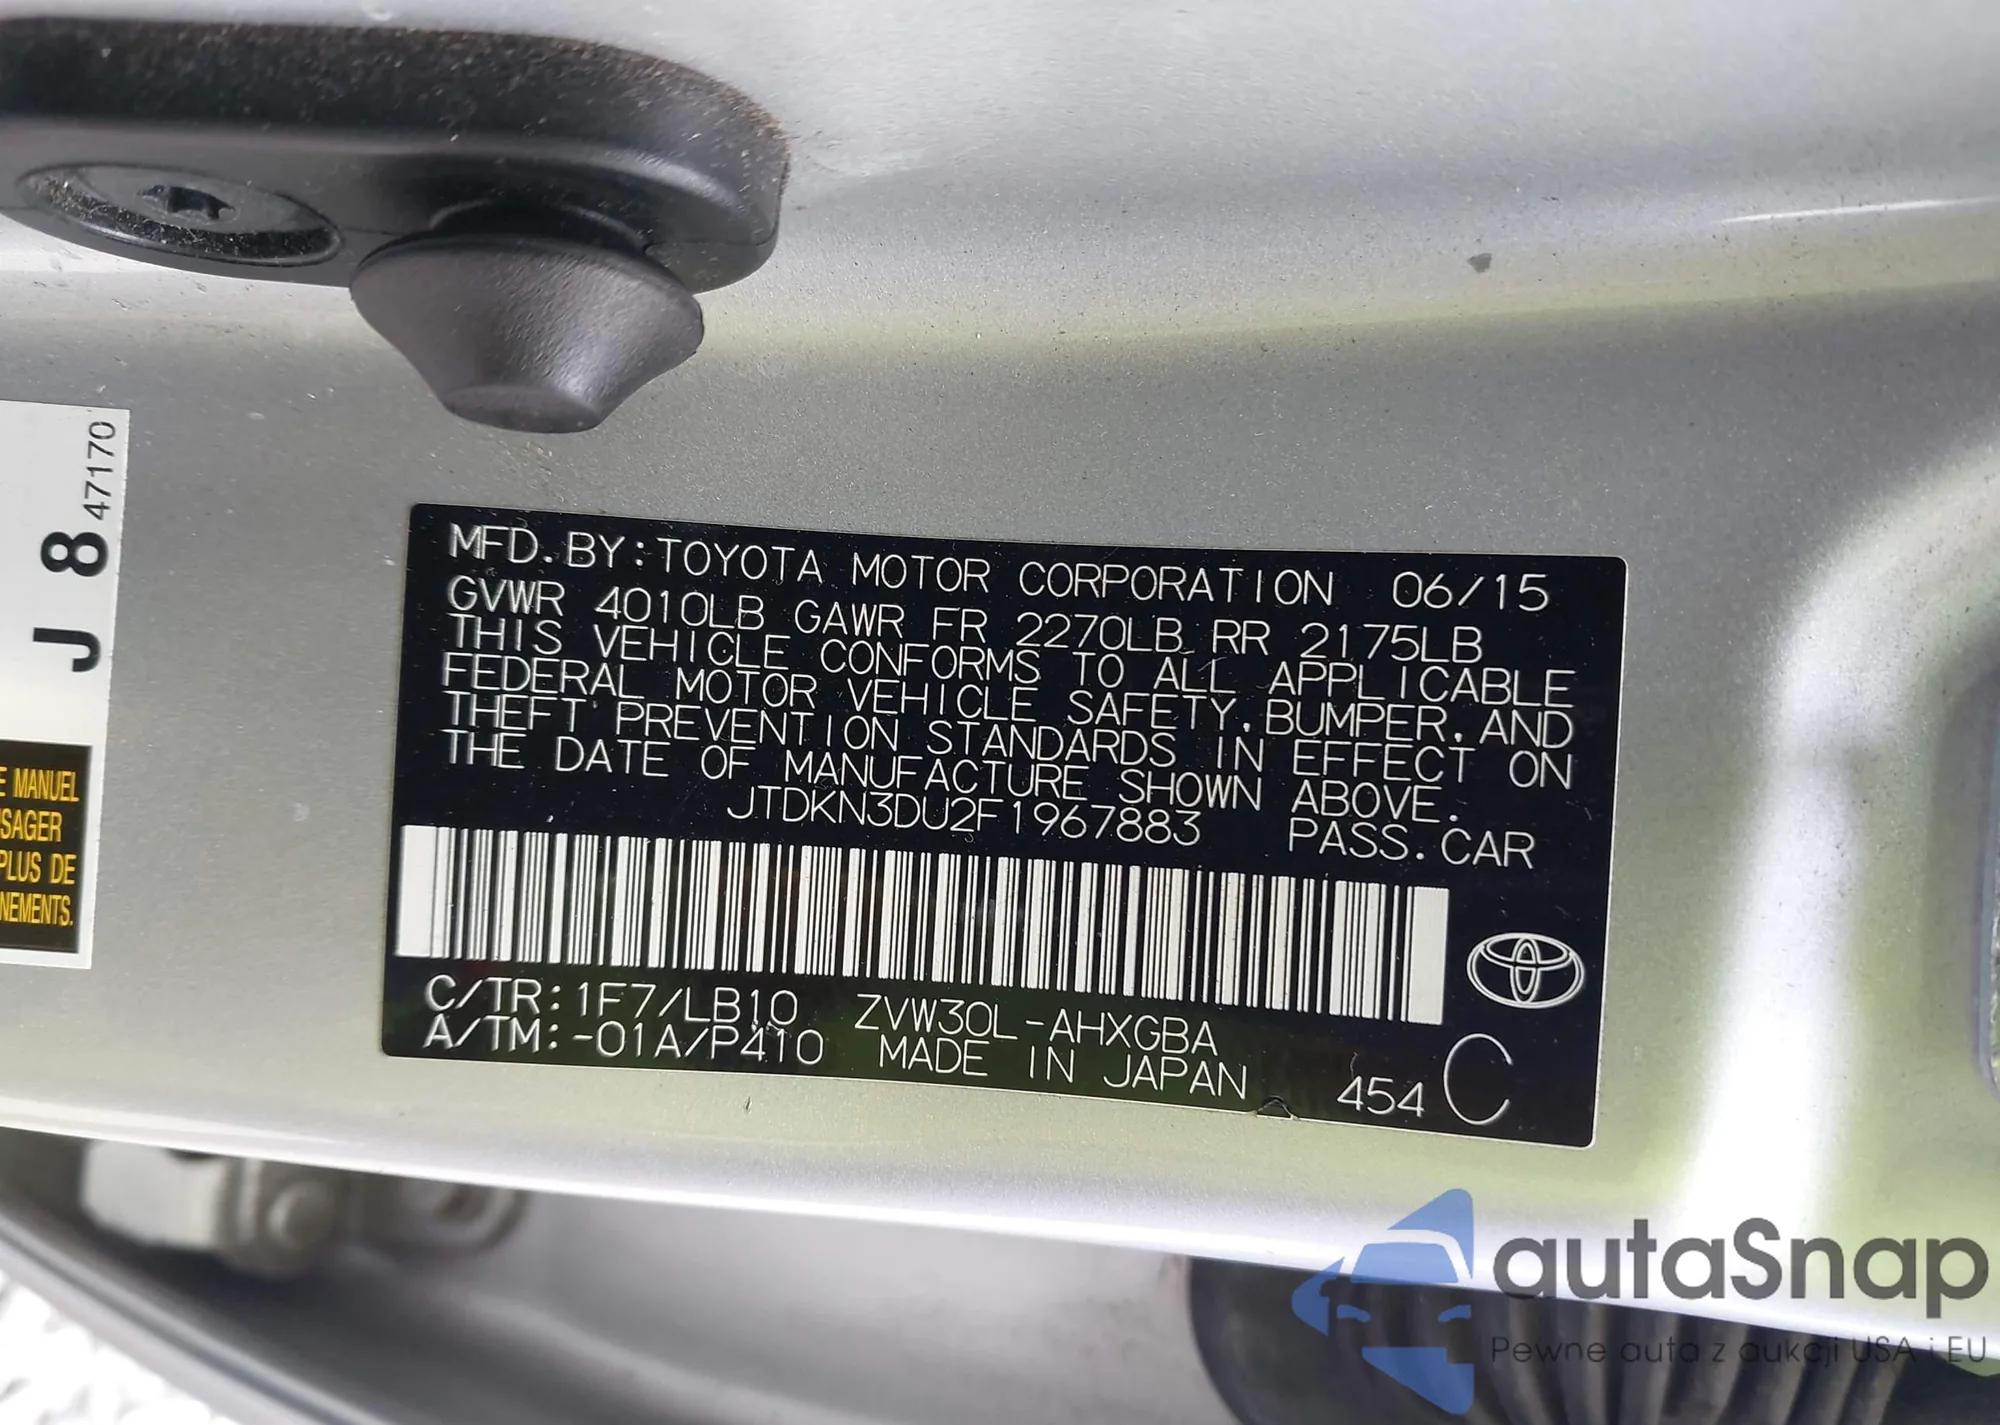 J 8 47170
E MANUEL
SAGER
PLUS DE
NEMENTS.
MFD. BY: TOYOTA MOTOR CORPORATION 06/15
GVWR 4010LB GAWR FR 2270LB RR 2175LB
THIS VEHICLE CONFORMS TO ALL APPLICABLE
FEDERAL MOTOR VEHICLE SAFETY, BUMPER, AND
THEFT PREVENTION STANDARDS IN EFFECT ON
THE DATE OF MANUFACTURE SHOWN ABOVE.
JTDKN3DU2F1967883 PASS. CAR
C/TR: 1F7/LB10 ZVW30L-AHXGBA
A/TM: -01A/P410 MADE IN JAPAN 454 C
autaSnap
Pewne auta z aukcji USA i EU